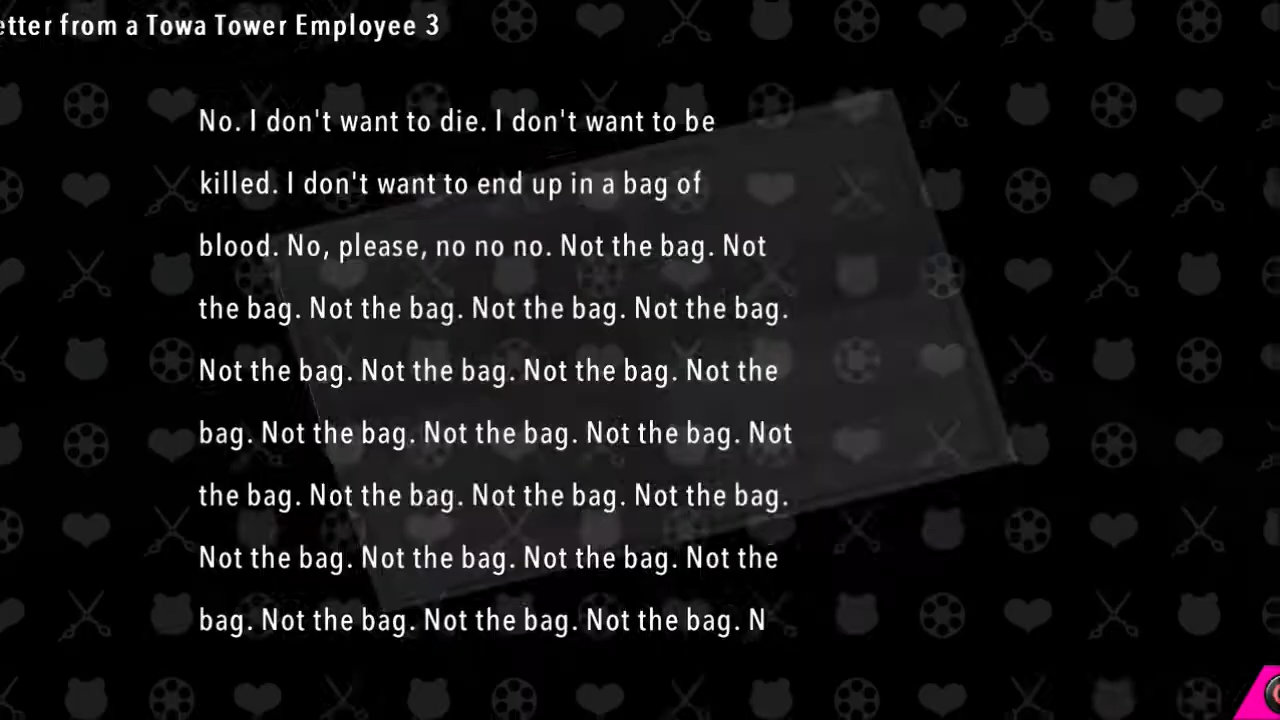 etter from a Towa Tower Employee 3
No. I don't want to die. I don't want to be
killed. I don't want to end up in a bag of
blood. No, please, no no no. Not the bag. Not
the bag. Not the bag. Not the bag. Not the bag.
Not the bag. Not the bag. Not the bag. Not the
bag. Not the bag. Not the bag. Not the bag. Not
the bag. Not the bag. Not the bag. Not the bag.
Not the bag. Not the bag. Not the bag. Not the
bag. Not the bag. Not the bag. Not the bag. N